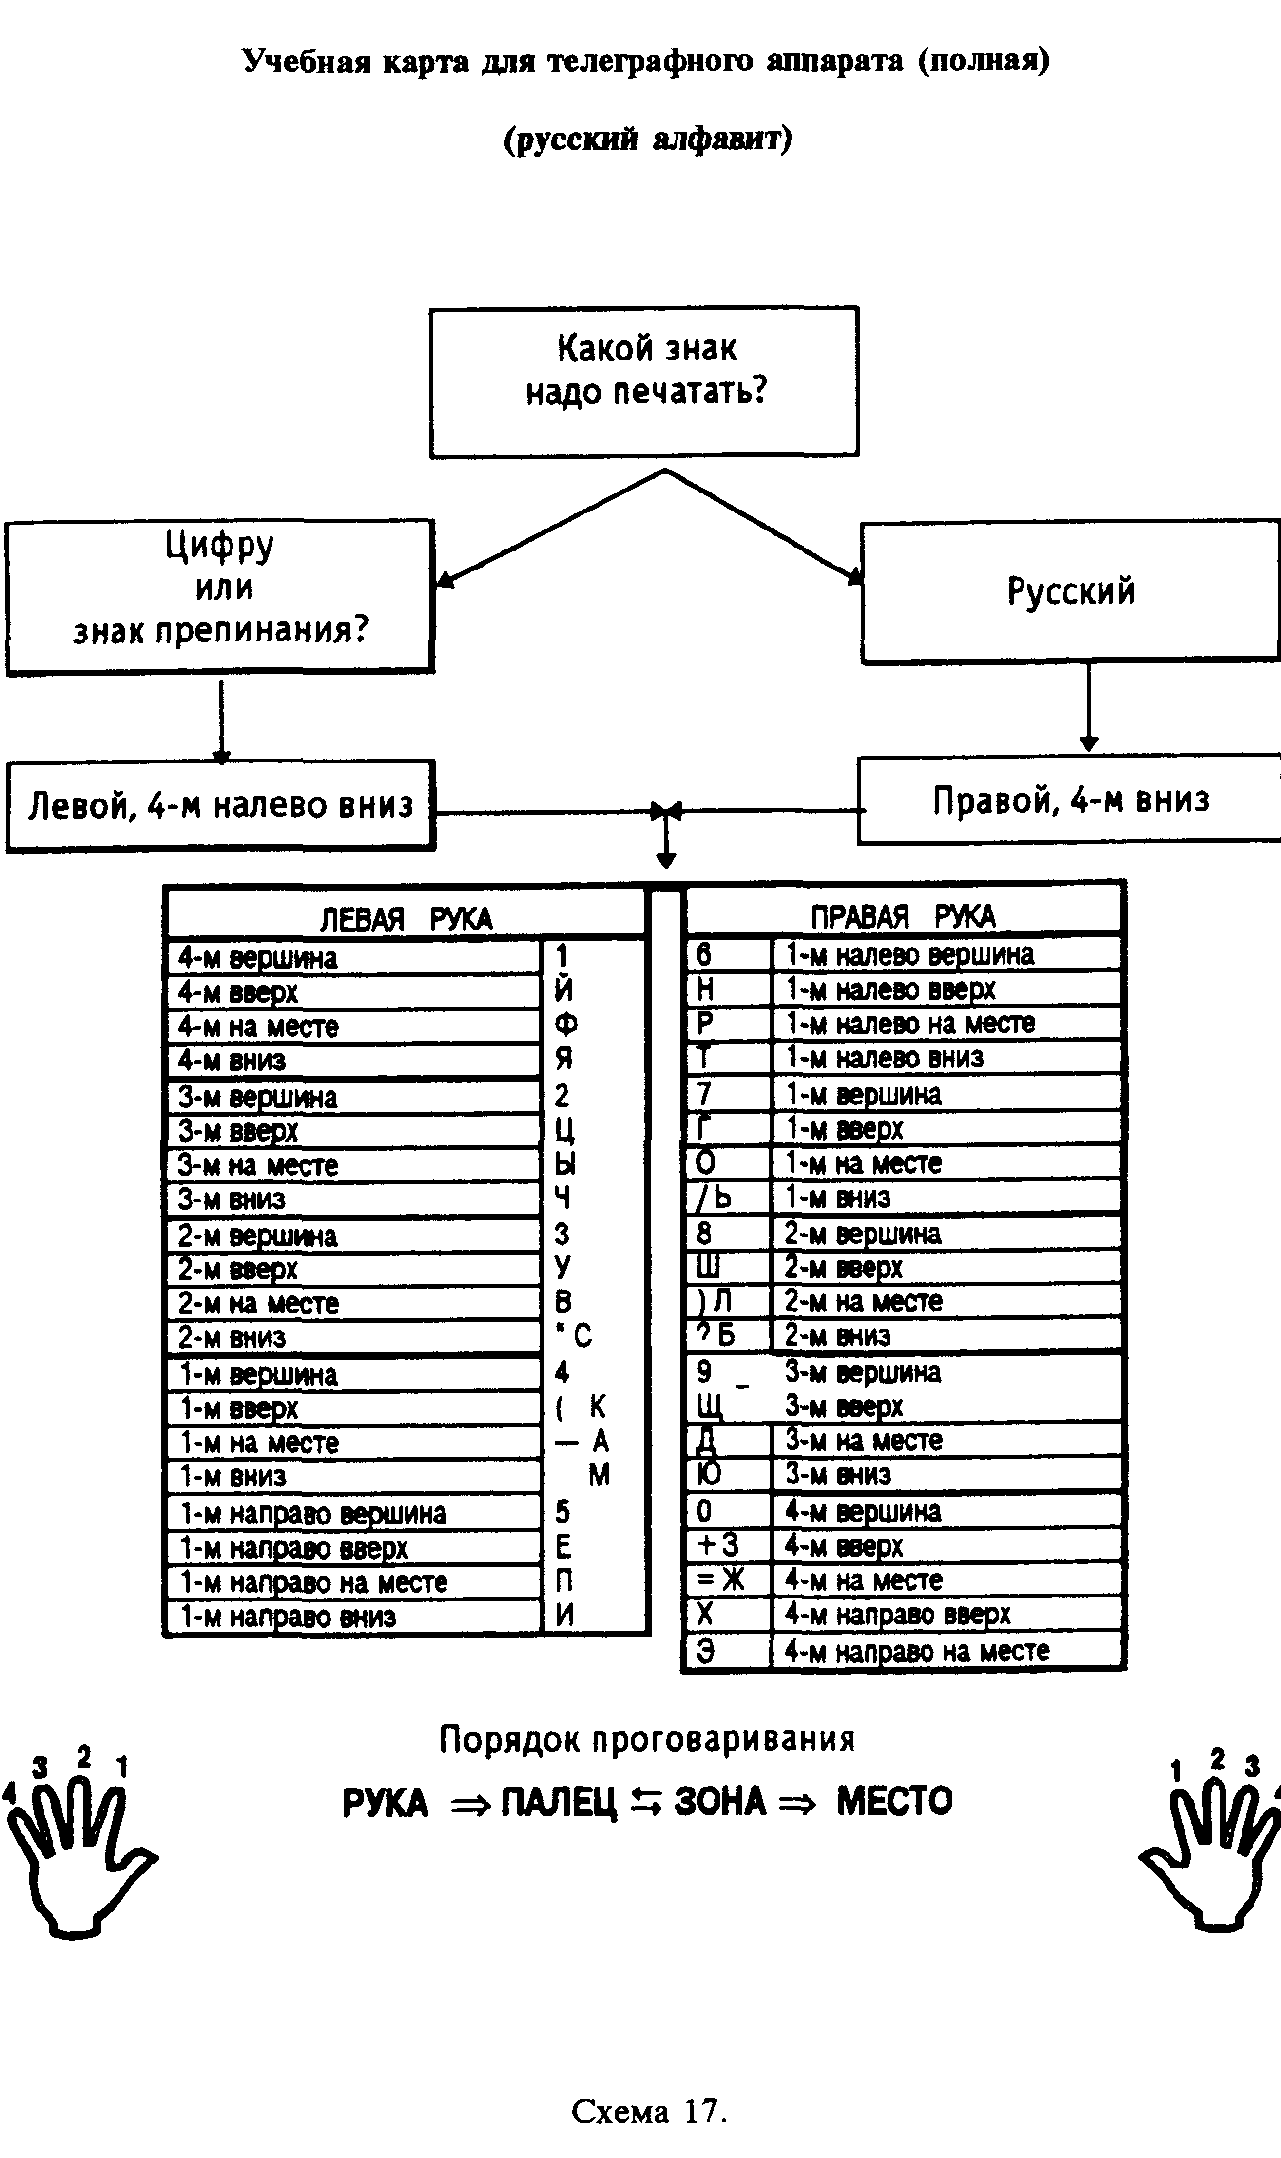 Учебная карта для телеграфного аппарата (полная)
(русский алфавит)
Какой знак
надо печатать?
Цифру
или
знак препинания?
Русский
Левой, 4-м налево вниз
Правой, 4-м вниз
ЛЕВАЯ РУКА
4-м вершина 1
4-м вверх Й
4-м на месте Ф
4-м вниз Я
3-м вершина 2
3-м вверх Ц
3-м на месте Ы
3-м вниз Ч
2-м вершина 3
2-м вверх У
2-м на месте В
2-м вниз " С
1-м вершина 4
1-м вверх ( К
1-м на месте — А
1-м вниз М
1-м направо вершина 5
1-м направо вверх Е
1-м направо на месте П
1-м направо вниз И
ПРАВАЯ РУКА
6 1-м налево вершина
Н 1-м налево вверх
Р 1-м налево на месте
Т 1-м налево вниз
7 1-м вершина
Г 1-м вверх
О 1-м на месте
/ Ь 1-м вниз
8 2-м вершина
Ш 2-м вверх
) Л 2-м на месте
? Б 2-м вниз
9 3-м вершина
Щ 3-м вверх
Д 3-м на месте
Ю 3-м вниз
0 4-м вершина
+ З 4-м вверх
= Ж 4-м на месте
Х 4-м направо вверх
Э 4-м направо на месте
Порядок проговаривания
РУКА ⇒ ПАЛЕЦ ⇆ ЗОНА ⇒ МЕСТО
4 3 2 1
1 2 3 4
Схема 17.